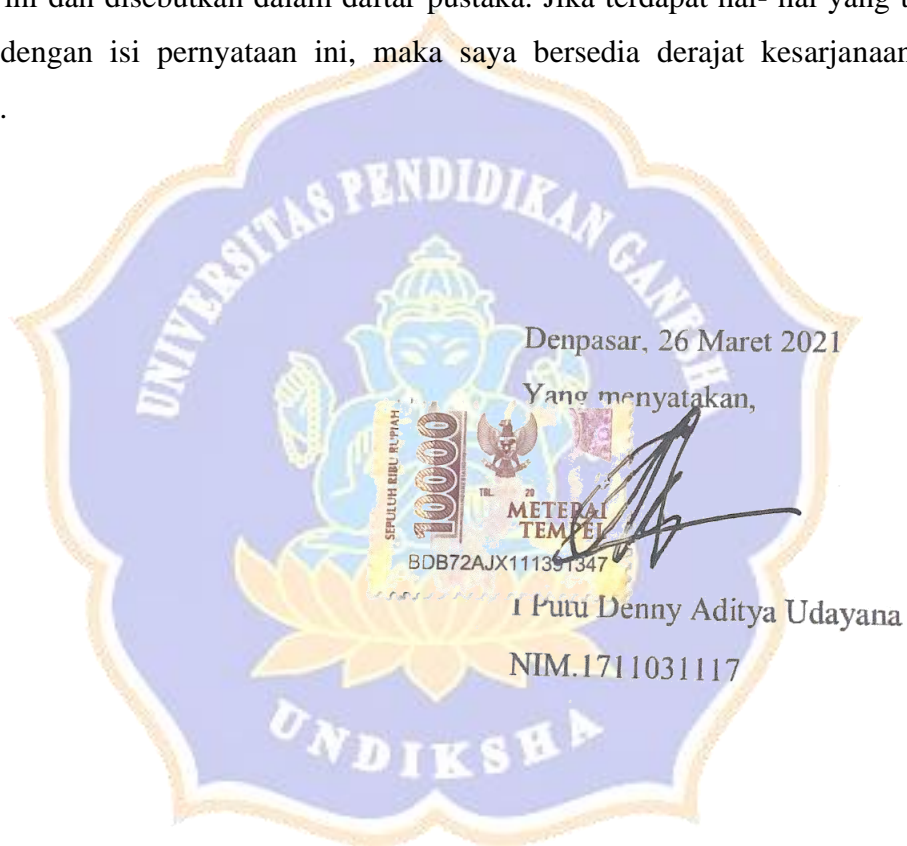 ini dan disebutkan dalam daftar pustaka. Jika terdapat hal- hal yang
dengan isi pernyataan ini, maka saya bersedia derajat kesarjanaan
.
UNIVERSITAS PENDIDIKAN GANESHA
Denpasar, 26 Maret 2021
Yang menyatakan,
SEPULUH RIBU RUPIAH
10000
TGL. 20
METERAI
TEMPEL
BDB72AJX111391347
I Putu Denny Aditya Udayana
NIM.1711031117
UNDIKSHA